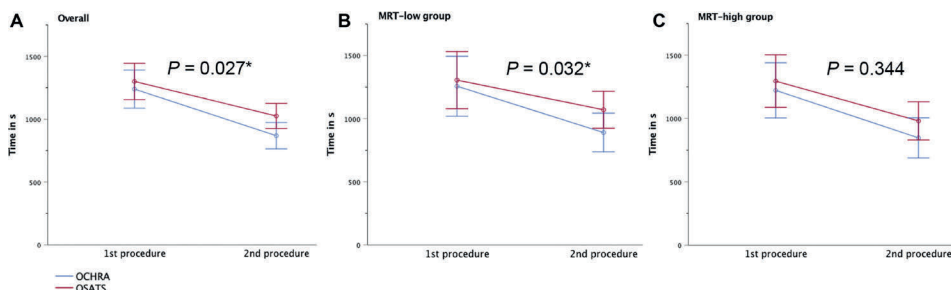 A Overall
P = 0.027*
Time in s
1500
1000
500
0
1st procedure 2nd procedure
OCHRA
OSATS
B MRT-low group
P = 0.032*
Time in s
1500
1000
500
0
1st procedure 2nd procedure
C MRT-high group
P = 0.344
Time in s
1500
1000
500
0
1st procedure 2nd procedure